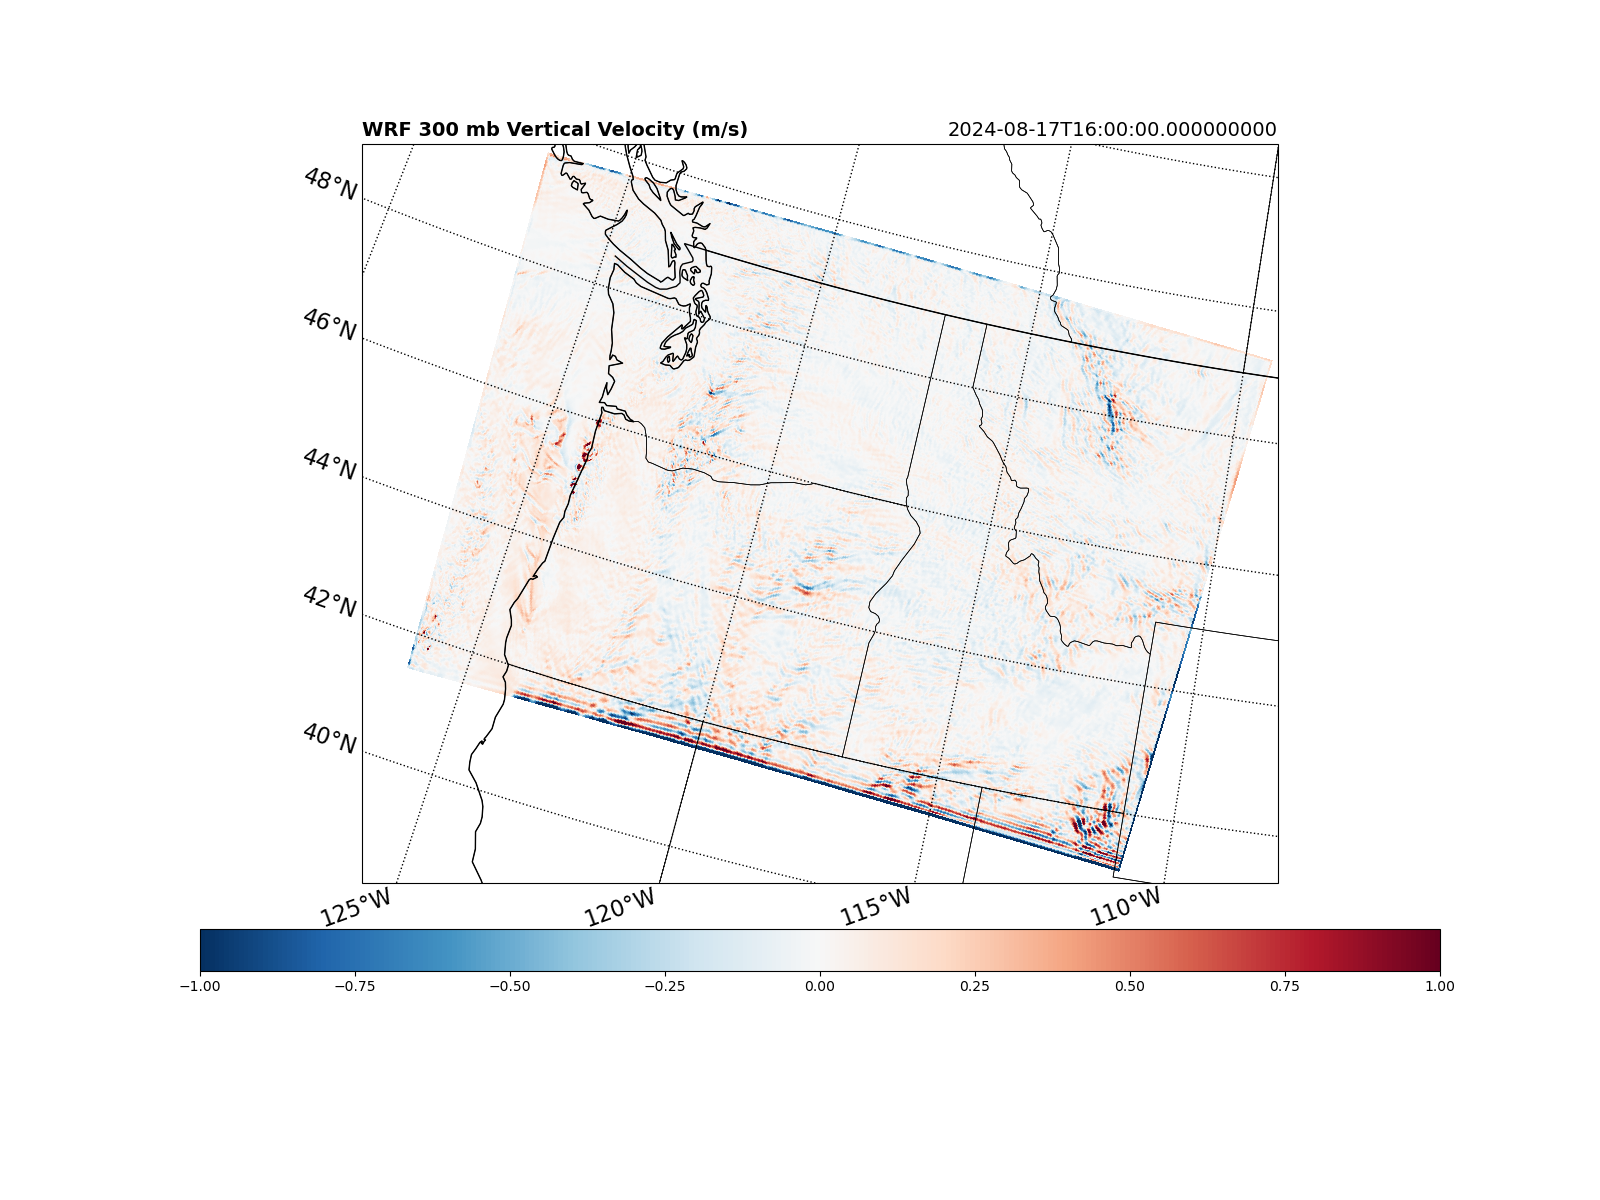 WRF 300 mb Vertical Velocity (m/s)
2024-08-17T16:00:00.000000000
48°N
46°N
44°N
42°N
40°N
125°W
120°W
115°W
110°W
−1.00
−0.75
−0.50
−0.25
0.00
0.25
0.50
0.75
1.00